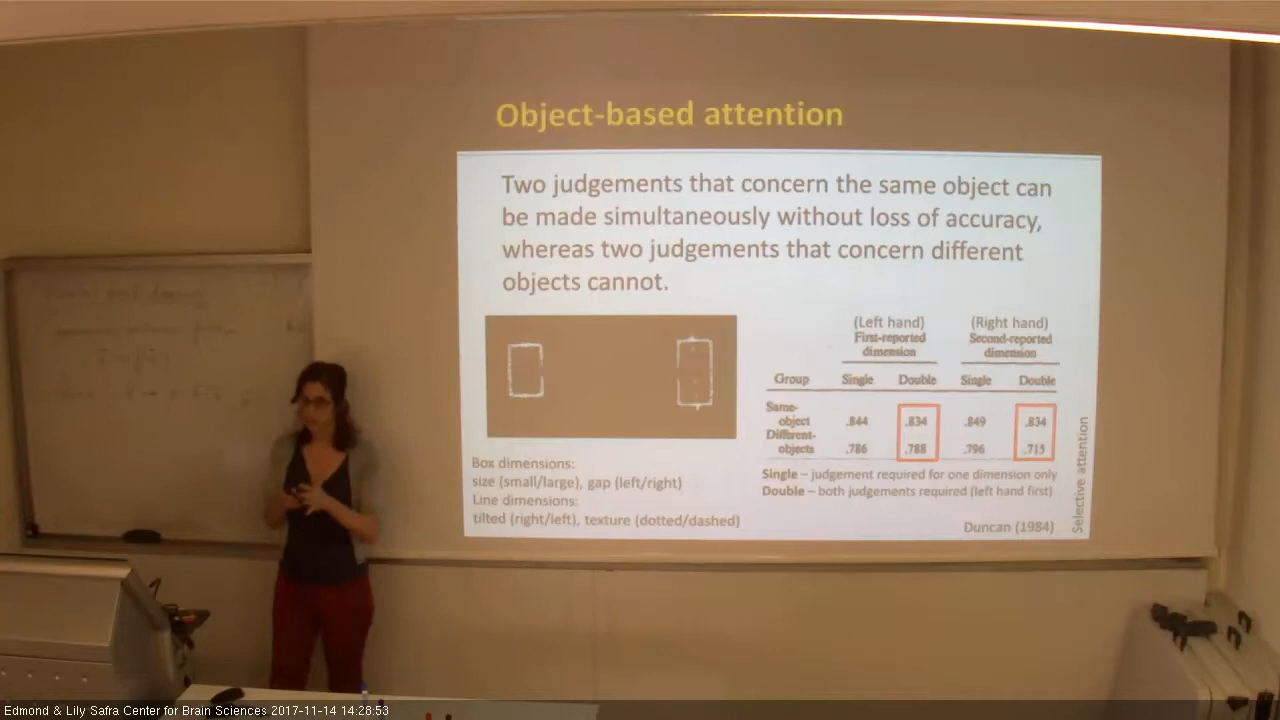 Object-based attention
Two judgements that concern the same object can
be made simultaneously without loss of accuracy,
whereas two judgements that concern different
objects cannot.
(Left hand) (Right hand)
First-reported Second-reported
dimension dimension
Group Single Double Single Double
Same-
object .844 .834 .849 .834
Different-
objects .786 .788 .796 .715
Single – judgement required for one dimension only
Double – both judgements required (left hand first)
Box dimensions:
size (small/large), gap (left/right)
Line dimensions:
tilted (right/left), texture (dotted/dashed)
Duncan (1984)
Selective attention
Edmond & Lily Safra Center for Brain Sciences 2017-11-14 14:28:53